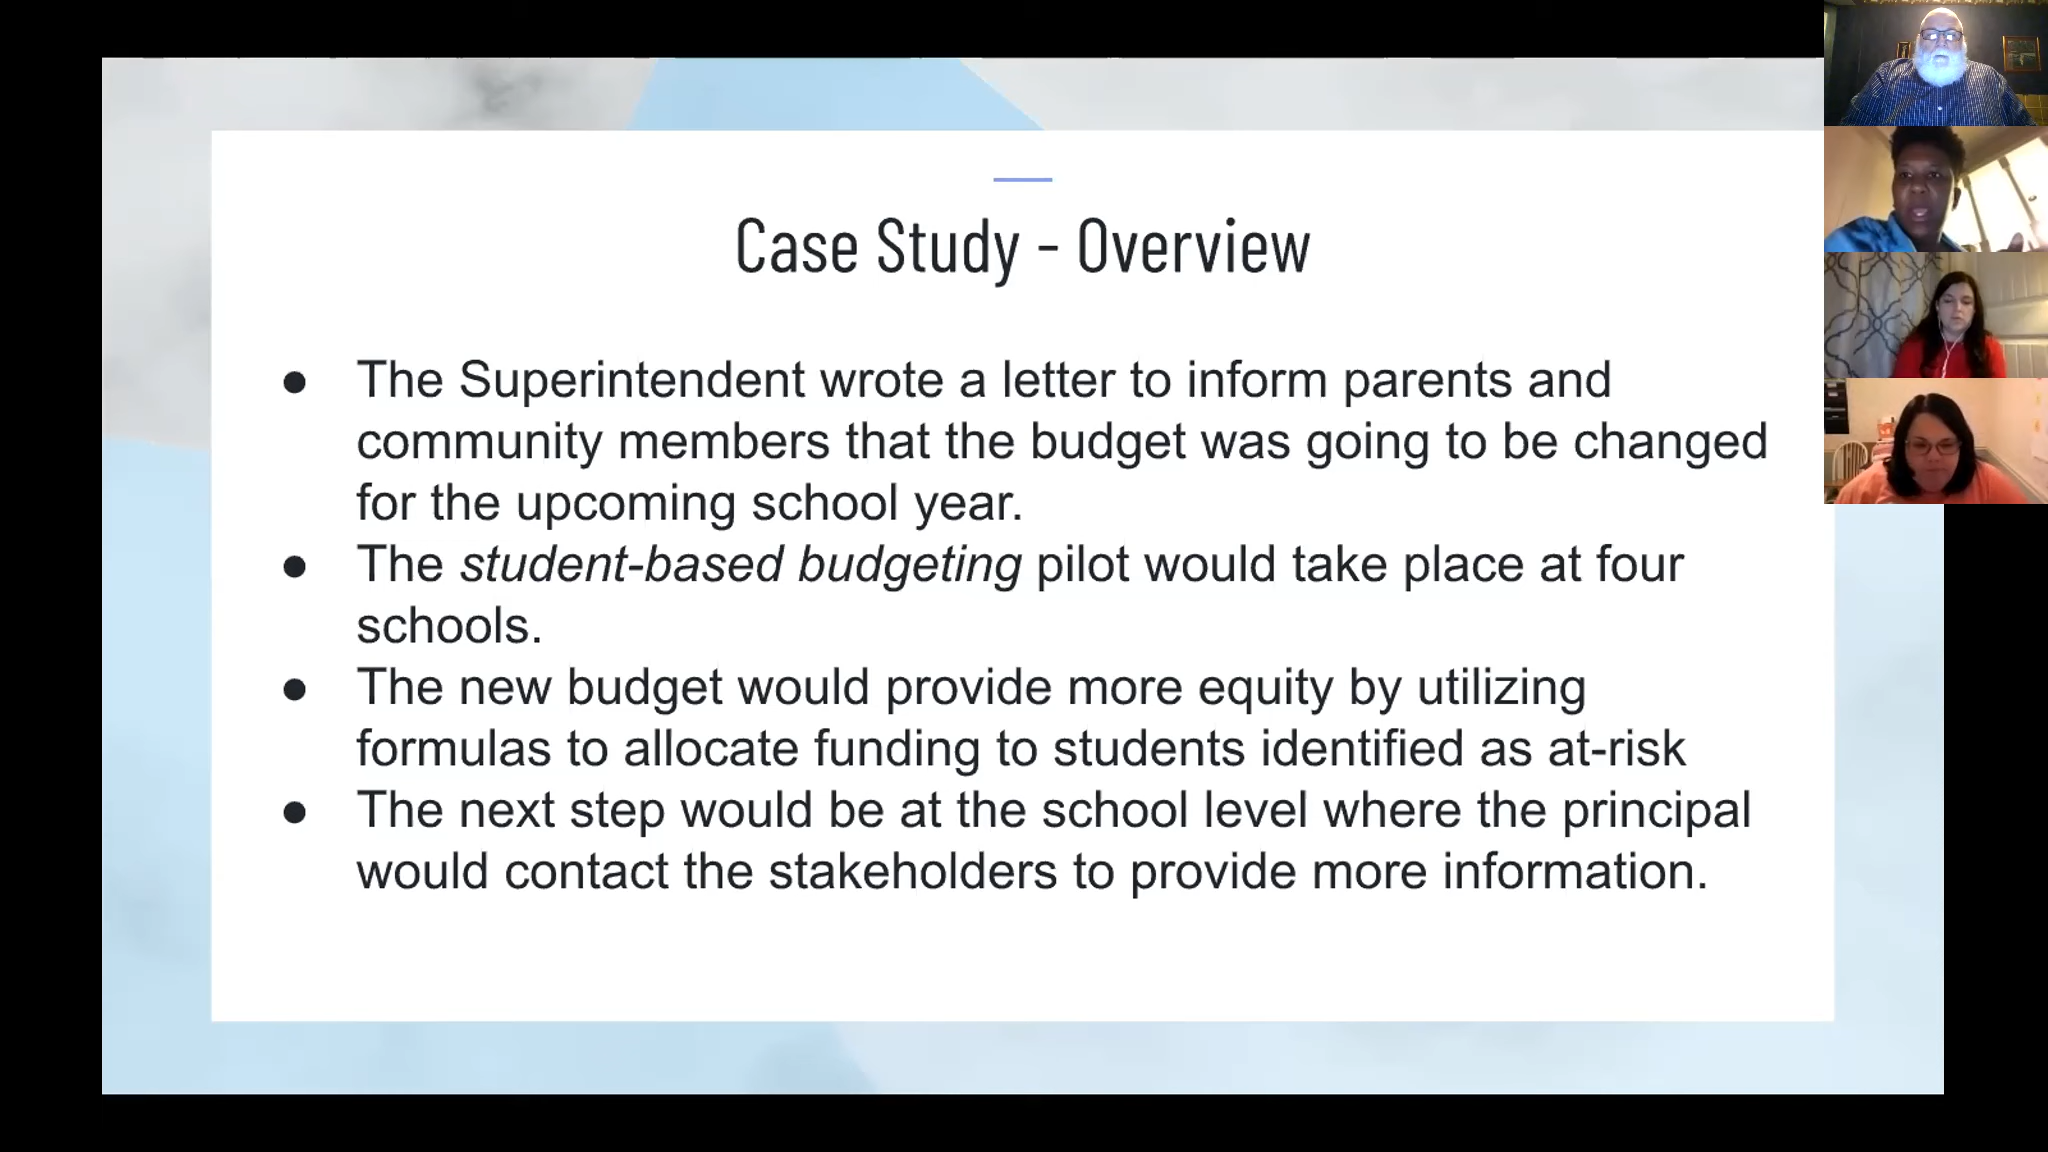 Case Study - Overview
● The Superintendent wrote a letter to inform parents and
community members that the budget was going to be changed
for the upcoming school year.
● The student-based budgeting pilot would take place at four
schools.
● The new budget would provide more equity by utilizing
formulas to allocate funding to students identified as at-risk
● The next step would be at the school level where the principal
would contact the stakeholders to provide more information.